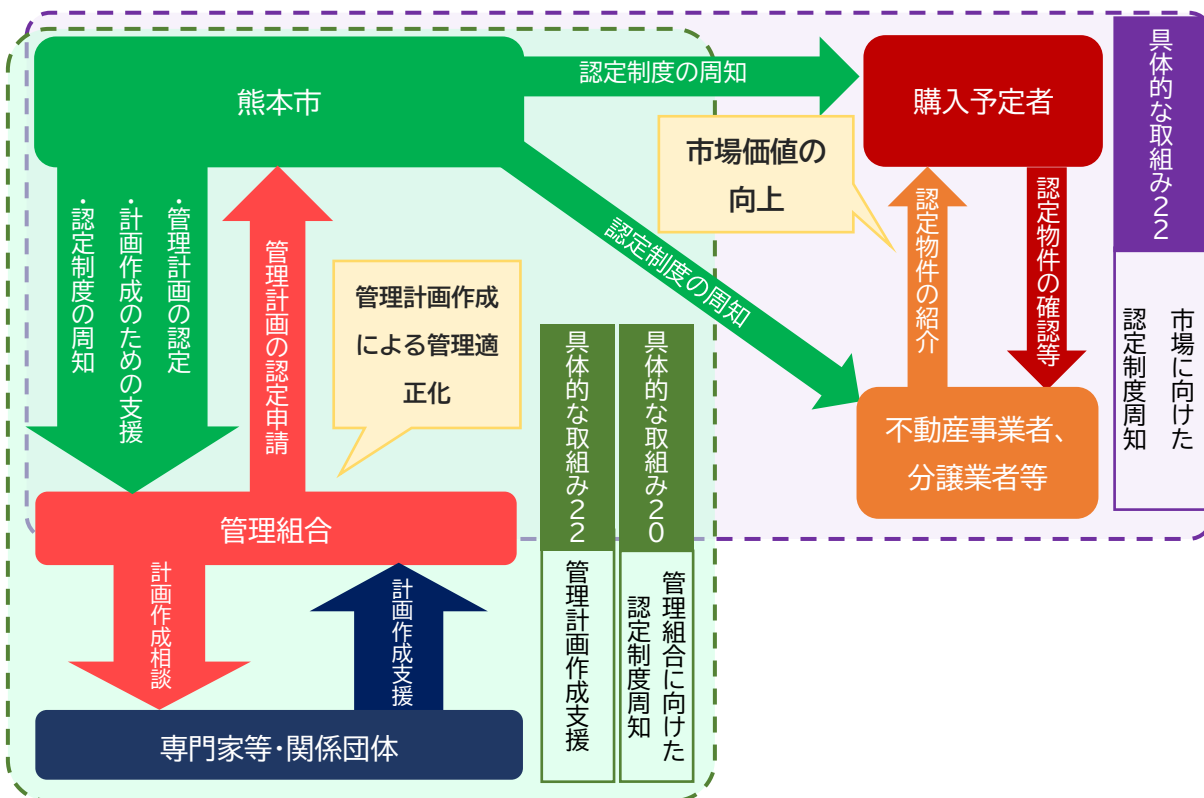 熊本市
認定制度の周知
購入予定者
具体的な取組み22
市場に向けた
認定制度周知
市場価値の
向上
認定制度の周知
認定物件の紹介
認定物件の確認等
不動産事業者、
分譲業者等
・管理計画の認定
・計画作成のための支援
・認定制度の周知
管理計画の認定申請
管理計画作成
による管理適
正化
具体的な取組み20
管理組合に向けた
認定制度周知
具体的な取組み22
管理計画作成支援
管理組合
計画作成相談
計画作成支援
専門家等・関係団体